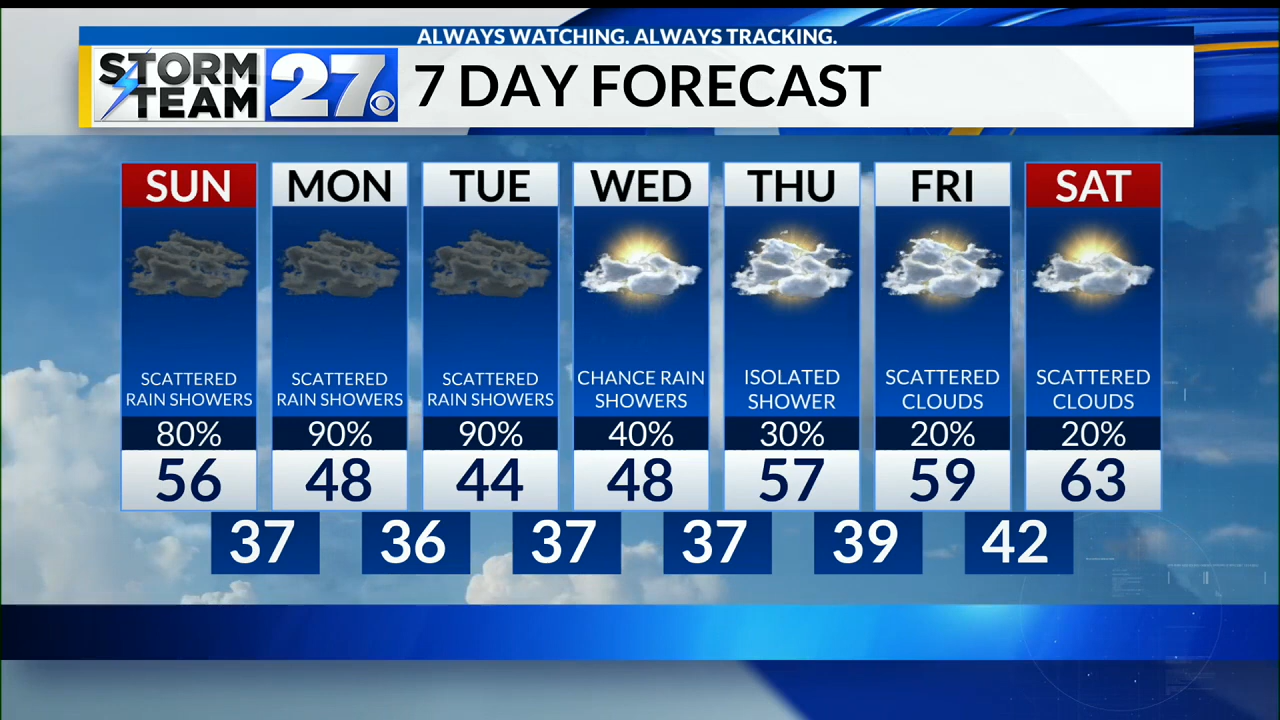 ALWAYS WATCHING. ALWAYS TRACKING.
STORM
TEAM
27
7 DAY FORECAST
SUN
MON
TUE
WED
THU
FRI
SAT
SCATTERED
RAIN SHOWERS
SCATTERED
RAIN SHOWERS
SCATTERED
RAIN SHOWERS
CHANCE RAIN
SHOWERS
ISOLATED
SHOWER
SCATTERED
CLOUDS
SCATTERED
CLOUDS
80%
90%
90%
40%
30%
20%
20%
56
48
44
48
57
59
63
37
36
37
37
39
42